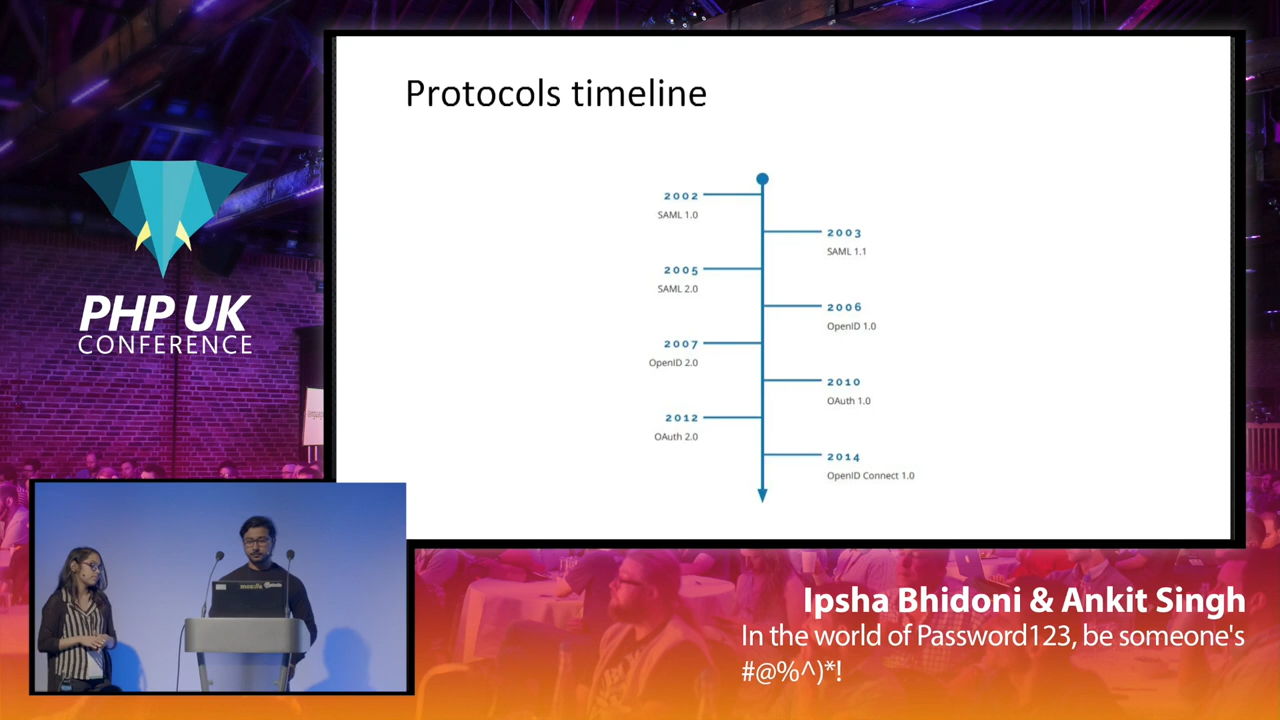 Protocols timeline
2002
SAML 1.0
2003
SAML 1.1
2005
SAML 2.0
2006
OpenID 1.0
2007
OpenID 2.0
2010
OAuth 1.0
2012
OAuth 2.0
2014
OpenID Connect 1.0
PHP UK
CONFERENCE
Ipsha Bhidoni & Ankit Singh
In the world of Password123, be someone's
#@%^)*!